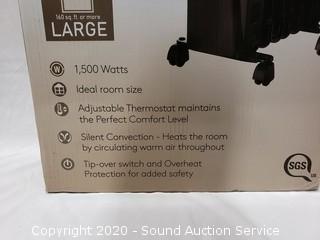 160 sq. ft. or more
LARGE
1,500 Watts
Ideal room size
Adjustable Thermostat maintains
the Perfect Comfort Level
Silent Convection - Heats the room
by circulating warm air throughout
Tip-over switch and Overheat
Protection for added safety
SGS
Copyright 2020 - Sound Auction Service